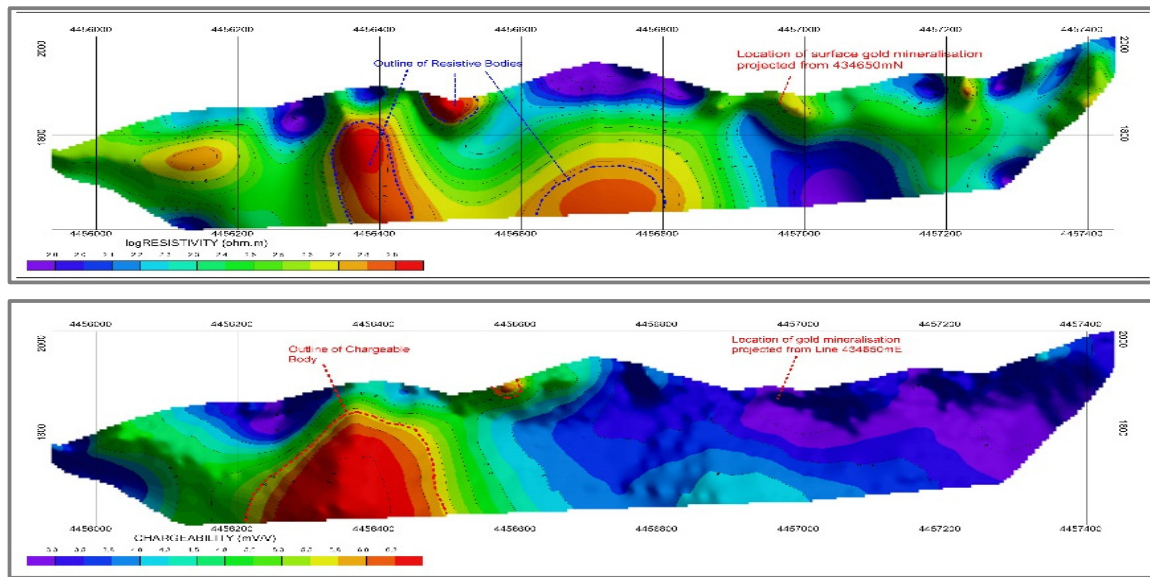 4456000 4456200 4456400 4456600 4456800 4457000 4457200 4457400
2000
2000
Outline of Resistive Bodies
Location of surface gold mineralisation
projected from 434650mN
1800
1800
4456000 4456200 4456400 4456600 4456800 4457000 4457200 4457400
logRESISTIVITY (ohm.m)
4456000 4456200 4456400 4456600 4456800 4457000 4457200 4457400
2000
2000
Outline of Chargeable
Body
Location of gold mineralisation
projected from Line 434650mE
1800
1800
4456000 4456200 4456400 4456600 4456800 4457000 4457200 4457400
CHARGEABILITY (mV/V)